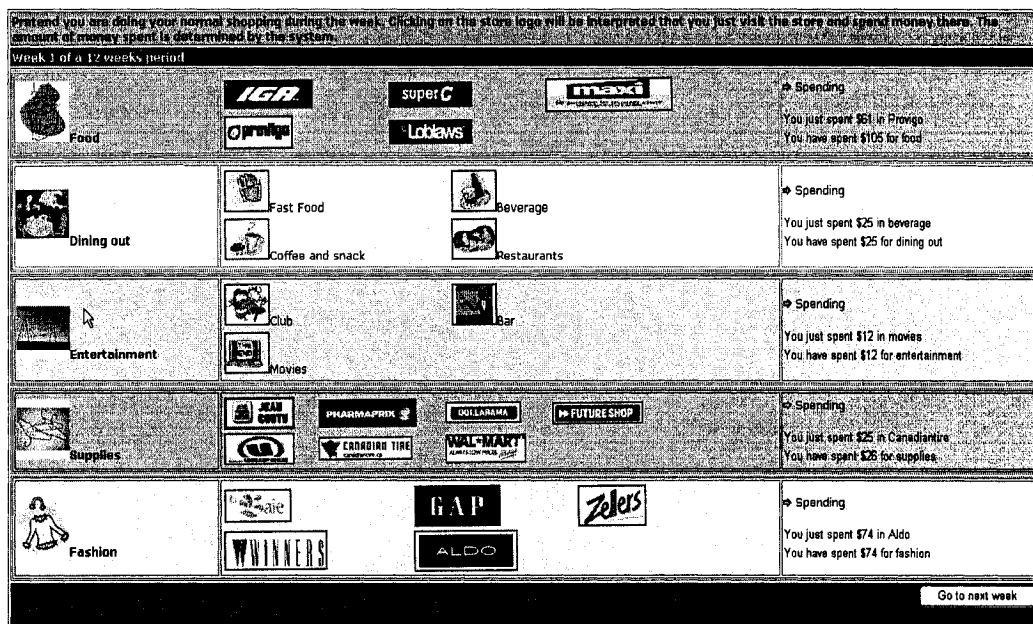 Pretend you are doing your normal shopping during the week. Clicking on the store logo will be interpreted that you just visit the store and spend money there. The
amount of money spent is determined by the system.
Week 1 of a 12 weeks period
IGA super C maxi
provigo Loblaws
Food
Spending
You just spent $61 in Provigo
You have spent $105 for food
Fast Food Beverage
Coffee and snack Restaurants
Dining out
Spending
You just spent $25 in beverage
You have spent $25 for dining out
Club Bar
Movies
Entertainment
Spending
You just spent $12 in movies
You have spent $12 for entertainment
JEAN COUTU PHARMAPRIX DOLLARAMA FUTURE SHOP
CANADIAN TIRE WAL-MART
Supplies
Spending
You just spent $25 in Canadiantire
You have spent $26 for supplies
GAP Zellers
WINNERS ALDO
Fashion
Spending
You just spent $74 in Aldo
You have spent $74 for fashion
Go to next week